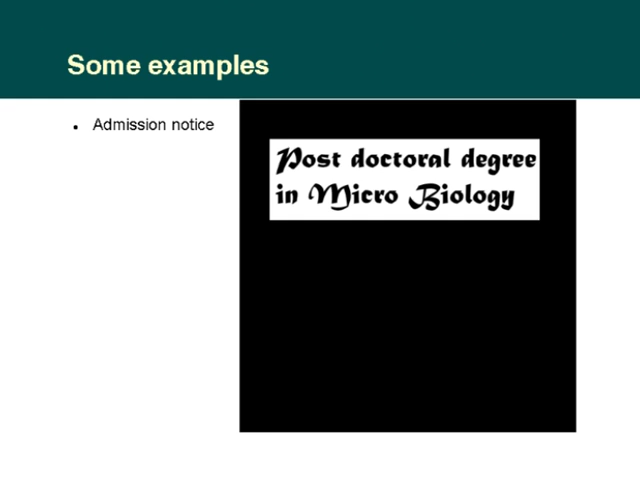 Some examples
• Admission notice
Post doctoral degree
in Micro Biology